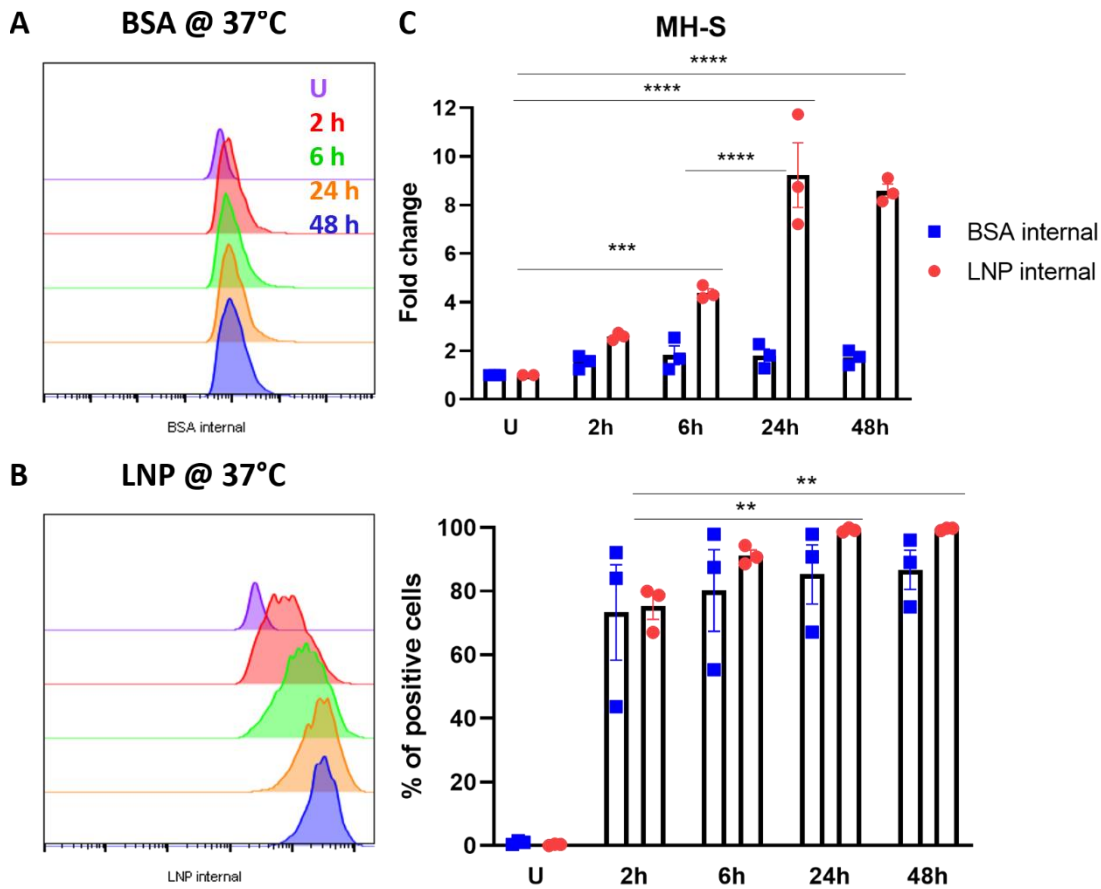 A BSA @ 37°C
U
2 h
6 h
24 h
48 h
BSA internal
B LNP @ 37°C
LNP internal
C MH-S
****
****
****
***
Fold change
12
10
8
6
4
2
0
U 2h 6h 24h 48h
BSA internal
LNP internal
**
**
% of positive cells
100
80
60
40
20
0
U 2h 6h 24h 48h